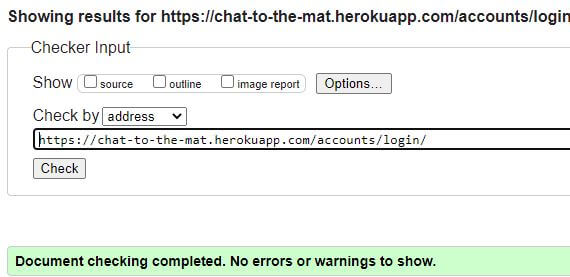 Showing results for https://chat-to-the-mat.herokuapp.com/accounts/login
Checker Input
Show source outline image report Options...
Check by address
https://chat-to-the-mat.herokuapp.com/accounts/login/
Check
Document checking completed. No errors or warnings to show.